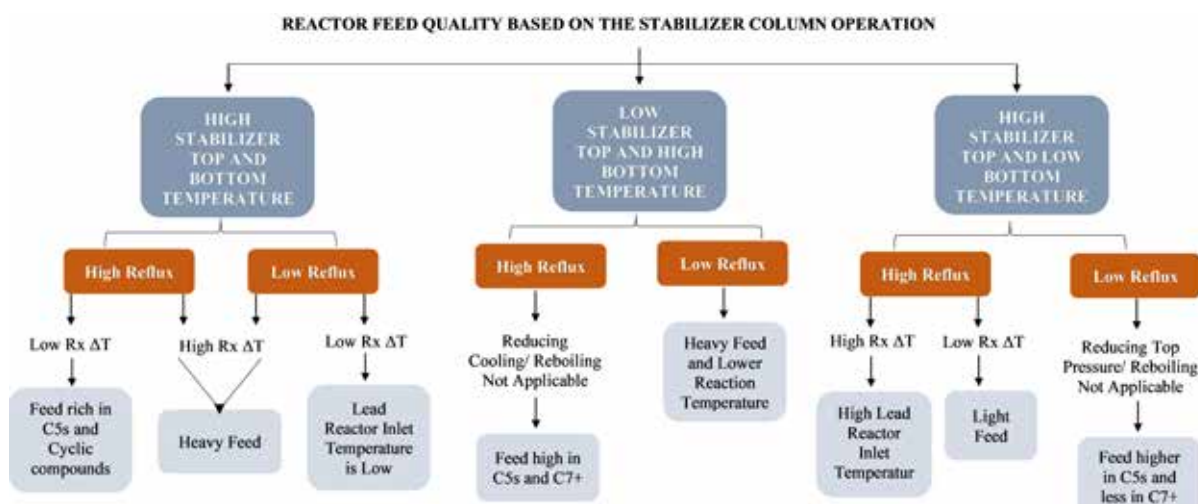 REACTOR FEED QUALITY BASED ON THE STABILIZER COLUMN OPERATION
HIGH
STABILIZER
TOP AND
BOTTOM
TEMPERATURE
LOW
STABILIZER
TOP AND HIGH
BOTTOM
TEMPERATURE
HIGH
STABILIZER
TOP AND LOW
BOTTOM
TEMPERATURE
High Reflux
Low Reflux
High Reflux
Low Reflux
High Reflux
Low Reflux
Low Rx ΔT
High Rx ΔT
Low Rx ΔT
Reducing
Cooling/ Reboiling
Not Applicable
Heavy Feed
and Lower
Reaction
Temperature
High Rx ΔT
Low Rx ΔT
Reducing Top
Pressure/ Reboiling
Not Applicable
Feed rich in
C5s and
Cyclic
compounds
Heavy Feed
Lead
Reactor Inlet
Temperature
is Low
Feed high in
C5s and C7+
High Lead
Reactor
Inlet
Temperatur
Light
Feed
Feed higher
in C5s and
less in C7+